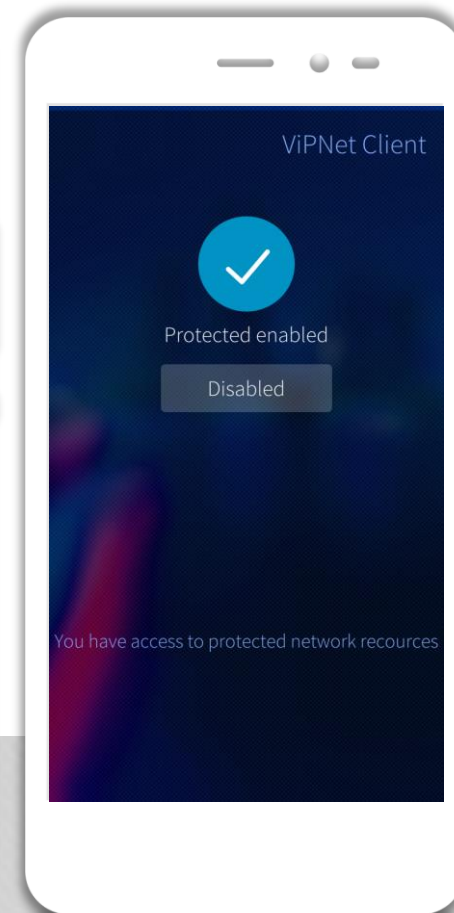 ViPNet Client
Protected enabled
Disabled
You have access to protected network recources